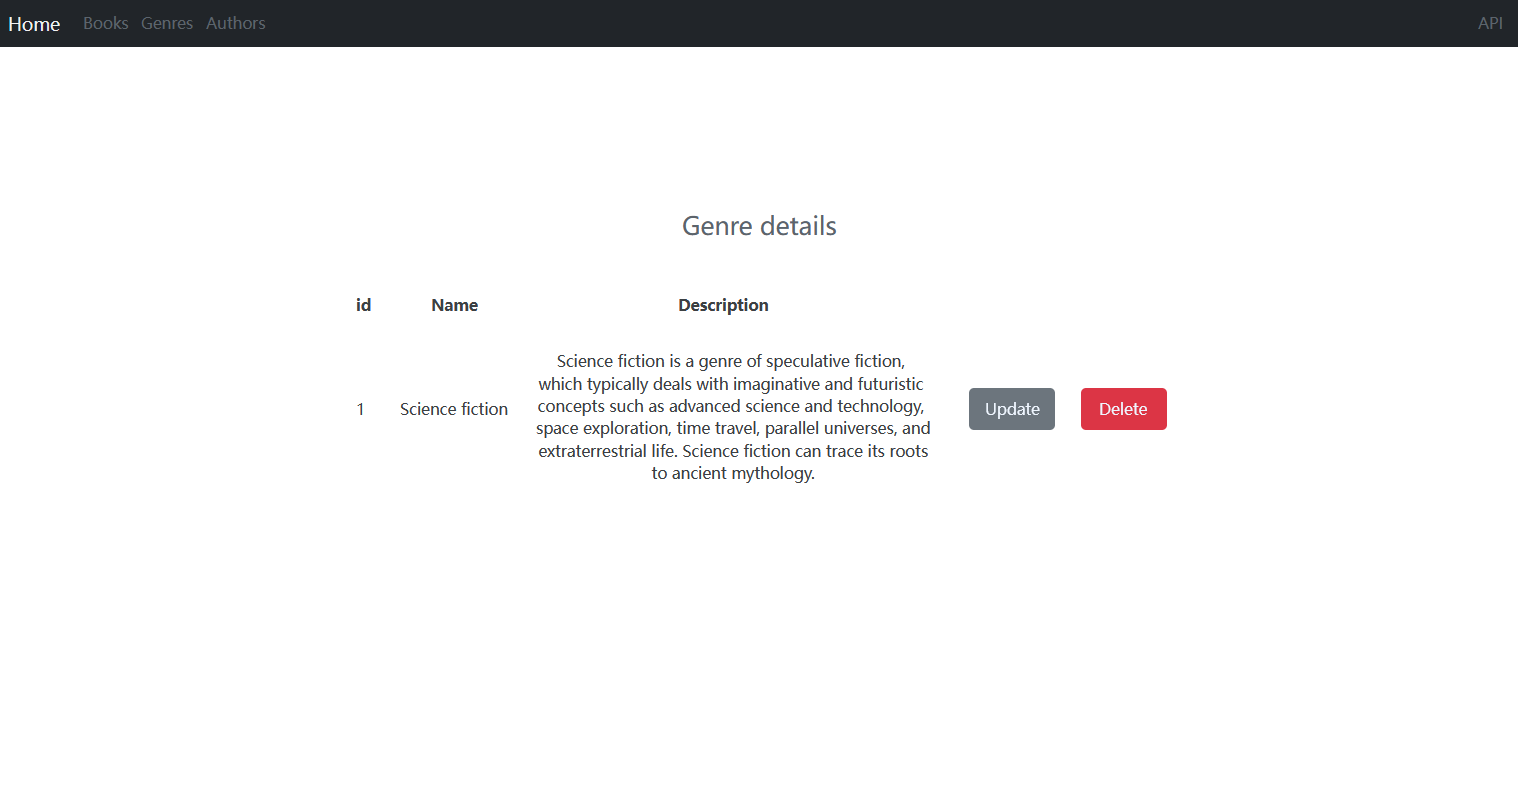 Home Books Genres Authors API
Genre details
id Name Description
Science fiction is a genre of speculative fiction,
which typically deals with imaginative and futuristic
concepts such as advanced science and technology,
1 Science fiction Update Delete
space exploration, time travel, parallel universes, and
extraterrestrial life. Science fiction can trace its roots
to ancient mythology.